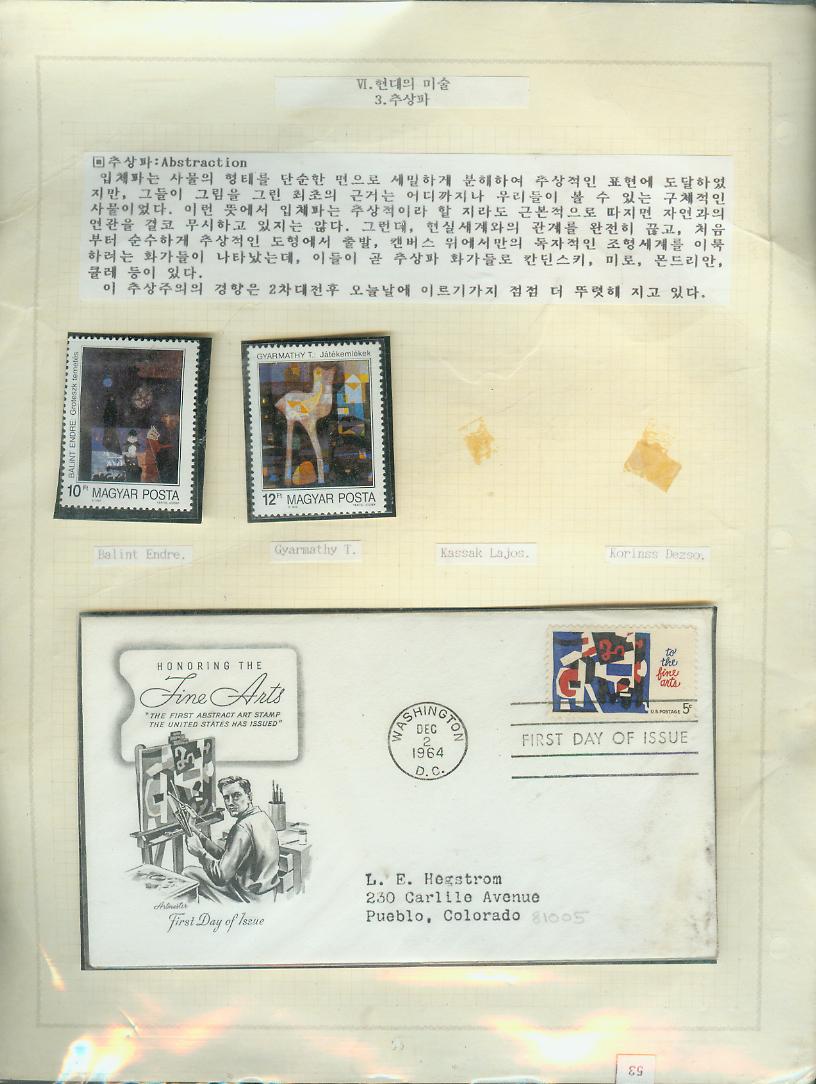 Ⅵ.현대의 미술
3.추상파
▣추상파:Abstraction
입체파는 사물의 형태를 단순한 면으로 세밀하게 분해하여 추상적인 표현에 도달하였
지만, 그들이 그림을 그린 최초의 근거는 어디까지나 우리들이 볼 수 있는 구체적인
사물이었다. 이런 뜻에서 입체파는 추상적이라 할 지라도 근본적으로 따지면 자연과의
연관을 결코 무시하고 있지는 않다. 그런데, 현실세계와의 관계를 완전히 끊고, 처음
부터 순수하게 추상적인 도형에서 출발, 캔버스 위에서만의 독자적인 조형세계를 이룩
하려는 화가들이 나타났는데, 이들이 곧 추상파 화가들로 칸딘스키, 미로, 몬드리안,
클레 등이 있다.
이 추상주의의 경향은 2차대전후 오늘날에 이르기가지 점점 더 뚜렷해 지고 있다.
BÁLINT ENDRE: Groteszk temetés
10Ft MAGYAR POSTA
GYARMATHY T.: Játékemlékek
12Ft MAGYAR POSTA
Balint Endre.
Gyarmathy T.
Kassak Lajos.
Korinss Dezso.
HONORING THE
Fine Arts
"THE FIRST ABSTRACT ART STAMP
THE UNITED STATES HAS ISSUED"
Artmaster
First Day of Issue
WASHINGTON
DEC
2
1964
D.C.
to
the
fine
arts
U.S. POSTAGE 5c
FIRST DAY OF ISSUE
L. E. Hegstrom
230 Carlile Avenue
Pueblo, Colorado 81005
53